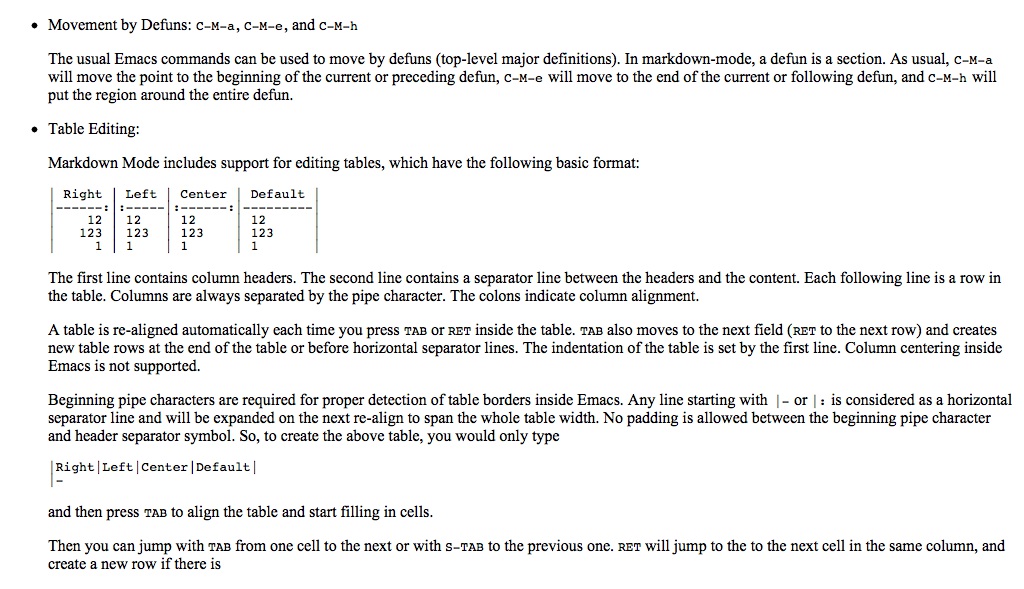 • Movement by Defuns: C-M-a, C-M-e, and C-M-h
The usual Emacs commands can be used to move by defuns (top-level major definitions). In markdown-mode, a defun is a section. As usual, C-M-a
will move the point to the beginning of the current or preceding defun, C-M-e will move to the end of the current or following defun, and C-M-h will
put the region around the entire defun.
• Table Editing:
Markdown Mode includes support for editing tables, which have the following basic format:
| Right | Left | Center | Default |
|------:|:-----|:------:|---------|
| 12 | 12 | 12 | 12 |
| 123 | 123 | 123 | 123 |
| 1 | 1 | 1 | 1 |
The first line contains column headers. The second line contains a separator line between the headers and the content. Each following line is a row in
the table. Columns are always separated by the pipe character. The colons indicate column alignment.
A table is re-aligned automatically each time you press TAB or RET inside the table. TAB also moves to the next field (RET to the next row) and creates
new table rows at the end of the table or before horizontal separator lines. The indentation of the table is set by the first line. Column centering inside
Emacs is not supported.
Beginning pipe characters are required for proper detection of table borders inside Emacs. Any line starting with |- or |: is considered as a horizontal
separator line and will be expanded on the next re-align to span the whole table width. No padding is allowed between the beginning pipe character
and header separator symbol. So, to create the above table, you would only type
|Right|Left|Center|Default|
|-
and then press TAB to align the table and start filling in cells.
Then you can jump with TAB from one cell to the next or with S-TAB to the previous one. RET will jump to the to the next cell in the same column, and
create a new row if there is